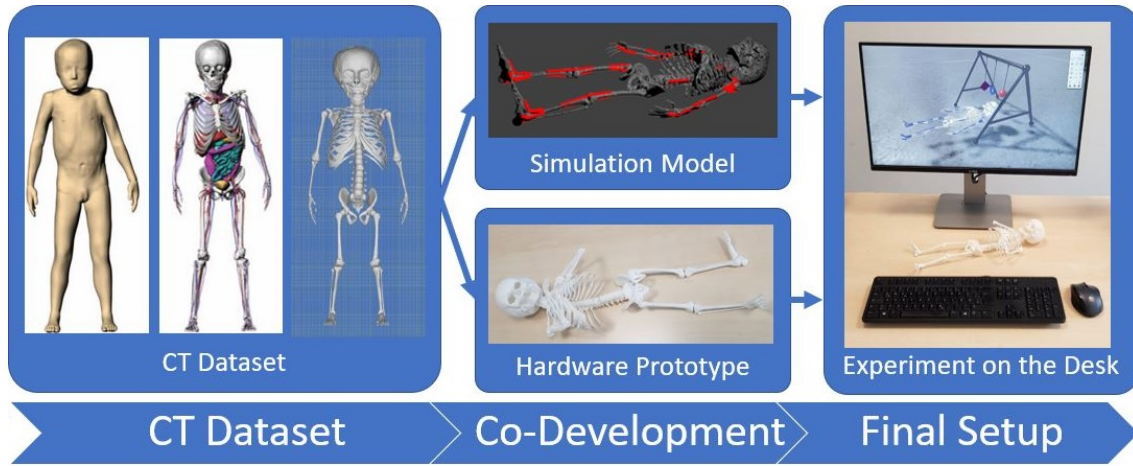 CT Dataset
Simulation Model
Hardware Prototype
Experiment on the Desk
CT Dataset
Co-Development
Final Setup